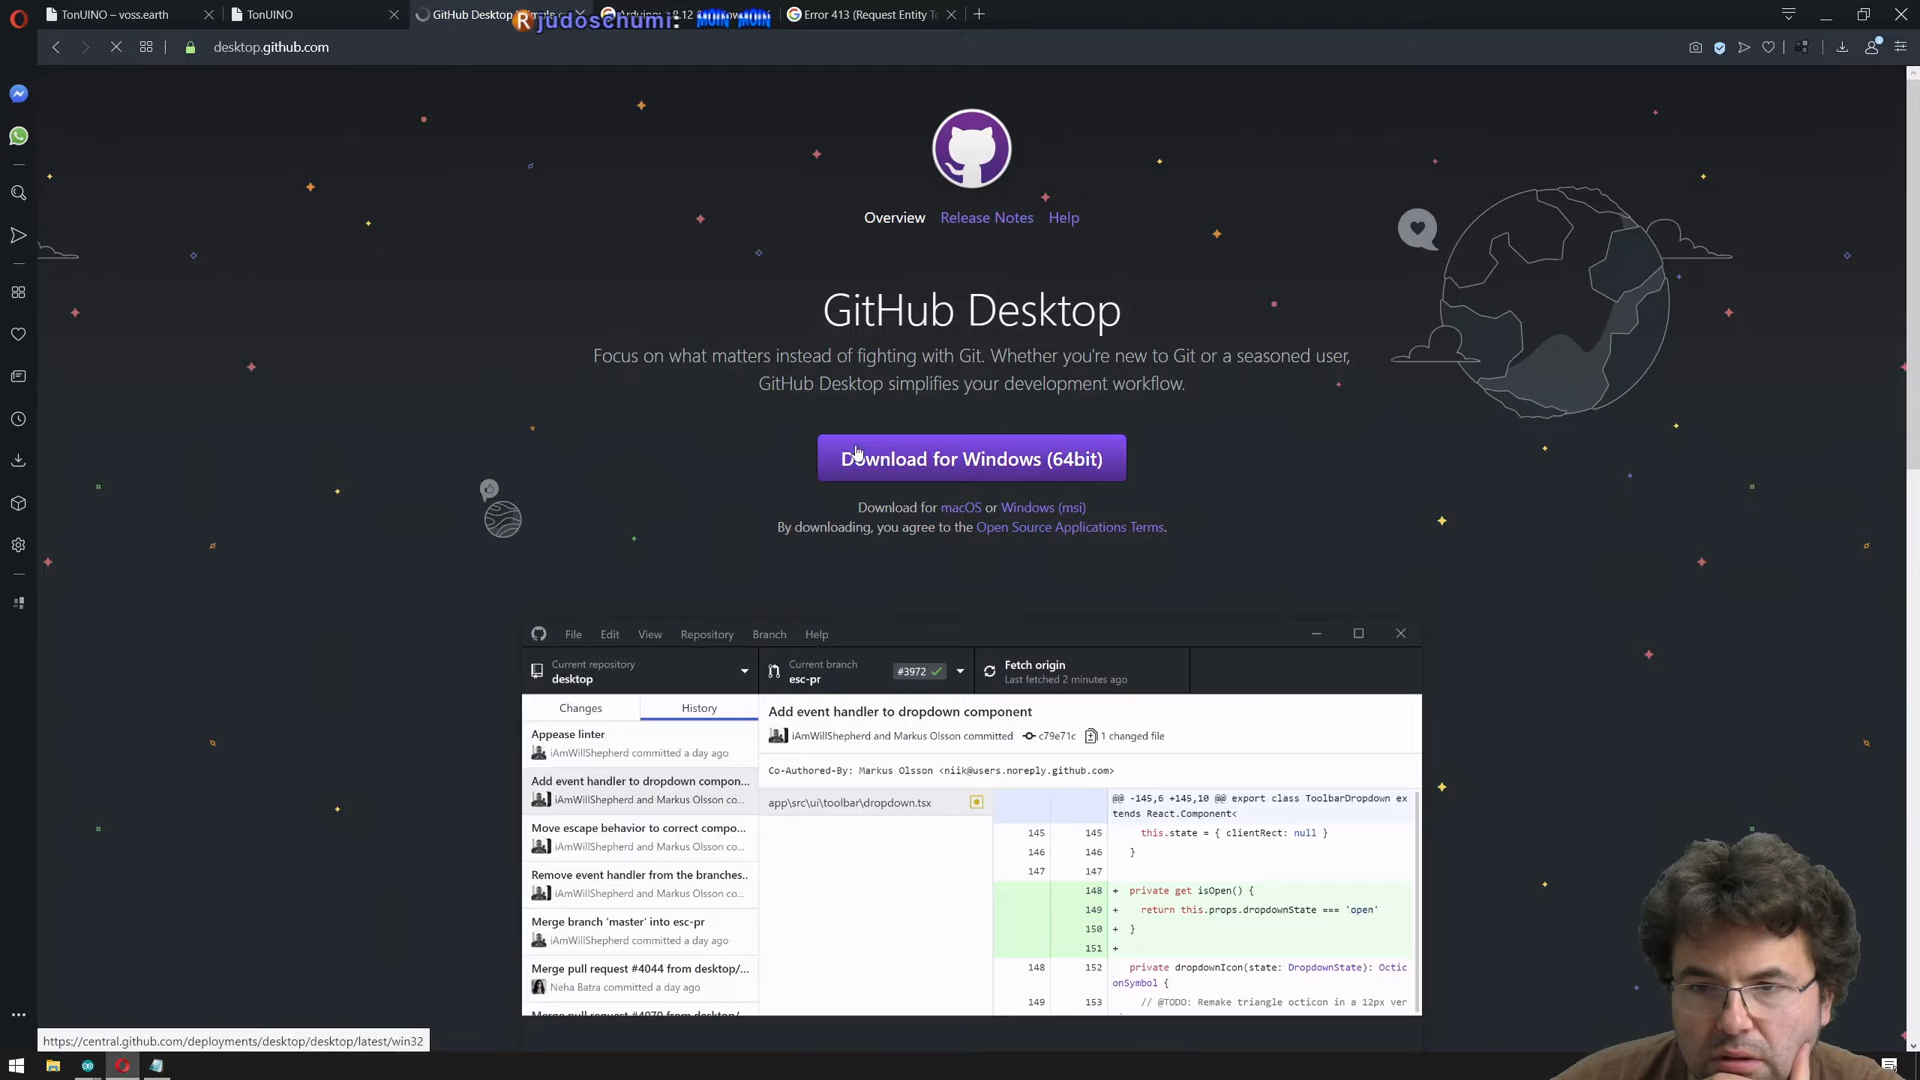 TonUINO – voss.earth
TonUINO
GitHub Desktop
judoschumi:
MOIN MOIN
Error 413 (Request Entity T
desktop.github.com
Overview
Release Notes
Help
GitHub Desktop
Focus on what matters instead of fighting with Git. Whether you're new to Git or a seasoned user,
GitHub Desktop simplifies your development workflow.
Download for Windows (64bit)
Download for macOS or Windows (msi)
By downloading, you agree to the Open Source Applications Terms.
File Edit View Repository Branch Help
Current repository
desktop
Current branch
esc-pr
#3972
Fetch origin
Last fetched 2 minutes ago
Changes
History
Appease linter
iAmWillShepherd committed a day ago
Add event handler to dropdown compon...
iAmWillShepherd and Markus Olsson co...
Move escape behavior to correct compo...
iAmWillShepherd and Markus Olsson co...
Remove event handler from the branches..
iAmWillShepherd and Markus Olsson co...
Merge branch 'master' into esc-pr
iAmWillShepherd committed a day ago
Merge pull request #4044 from desktop/...
Neha Batra committed a day ago
Merge pull request #4070 from desktop/...
Add event handler to dropdown component
iAmWillShepherd and Markus Olsson committed
c79e71c
1 changed file
Co-Authored-By: Markus Olsson <niik@users.noreply.github.com>
app\src\ui\toolbar\dropdown.tsx
@@ -145,6 +145,10 @@ export class ToolbarDropdown ex
tends React.Component<
145 145 this.state = { clientRect: null }
146 146 }
147 147
148 + private get isOpen() {
149 + return this.props.dropdownState === 'open'
150 + }
151 +
148 152 private dropdownIcon(state: DropdownState): Octic
onSymbol {
149 153 // @TODO: Remake triangle octicon in a 12px ver
https://central.github.com/deployments/desktop/desktop/latest/win32